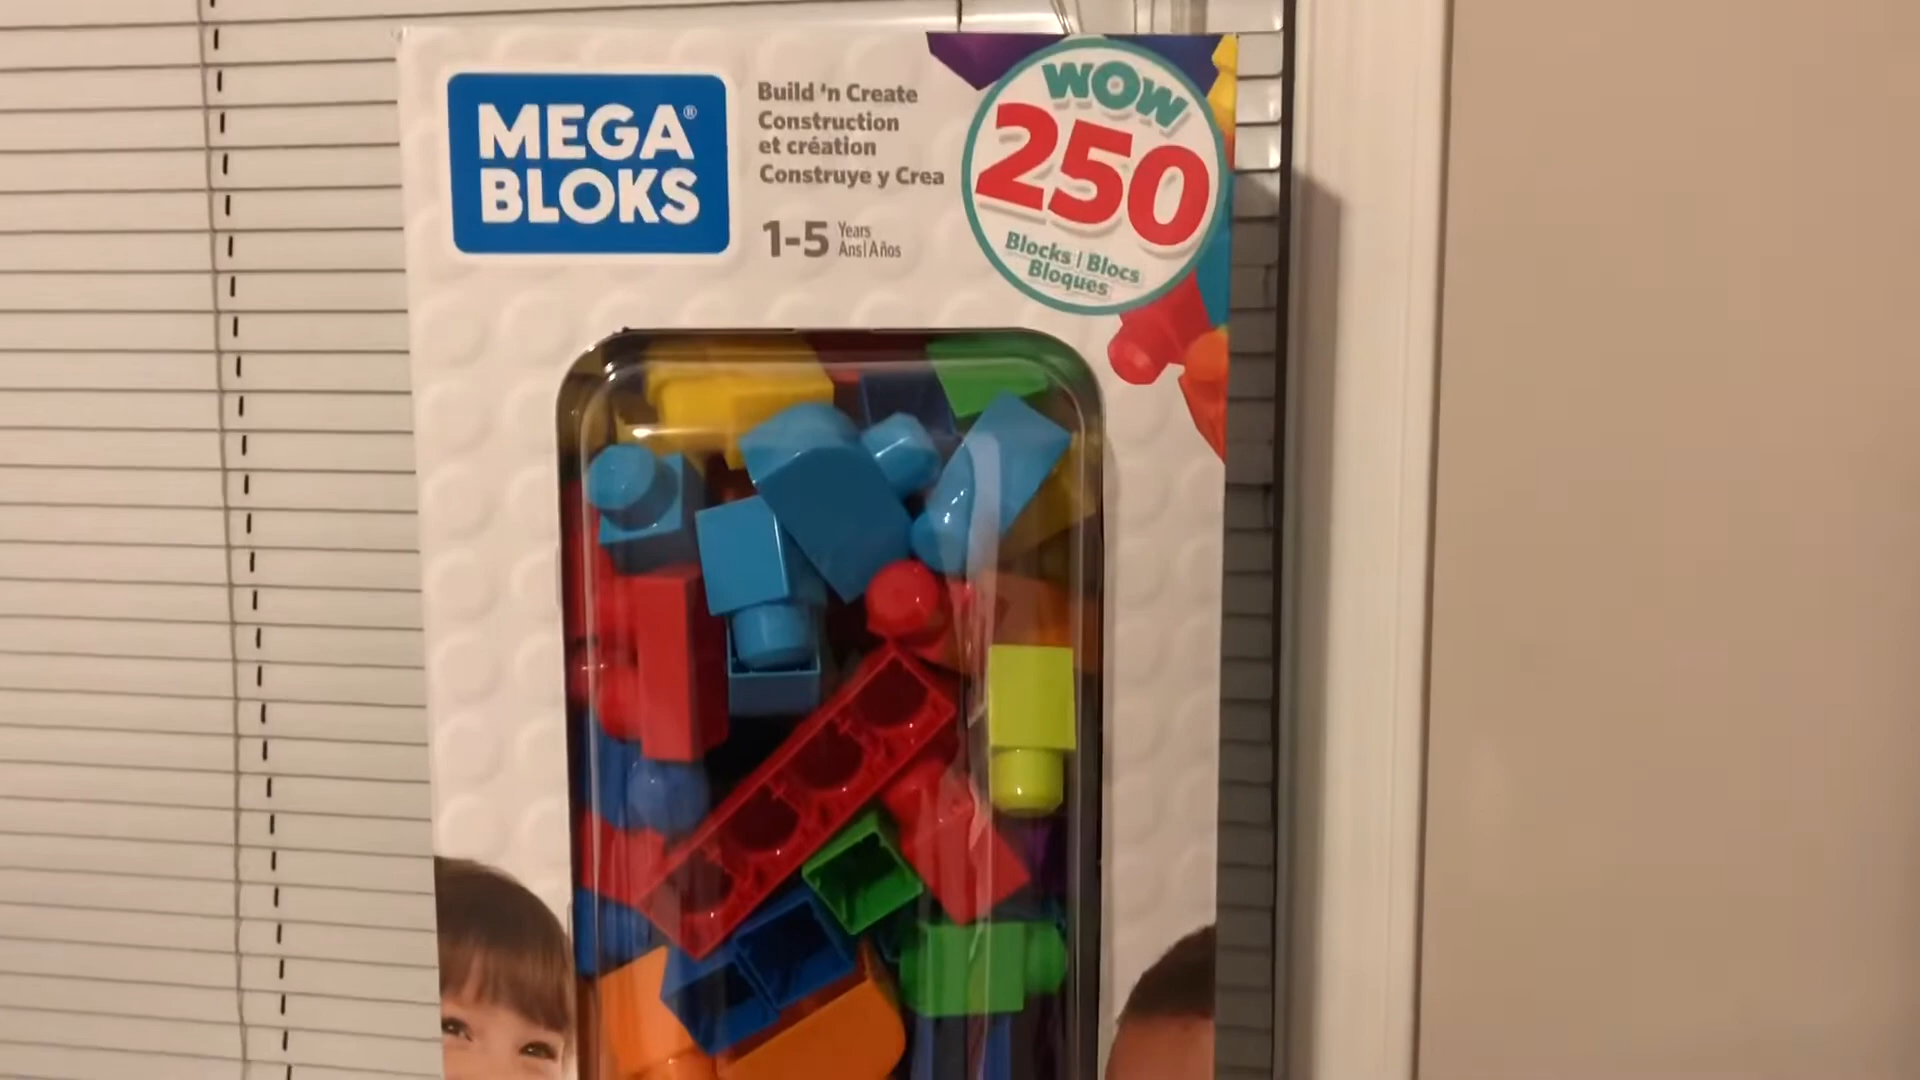 MEGA®
BLOKS
Build 'n Create
Construction
et création
Construye y Crea
1-5 Years
Ans|Años
WOW
250
Blocks | Blocs
Bloques